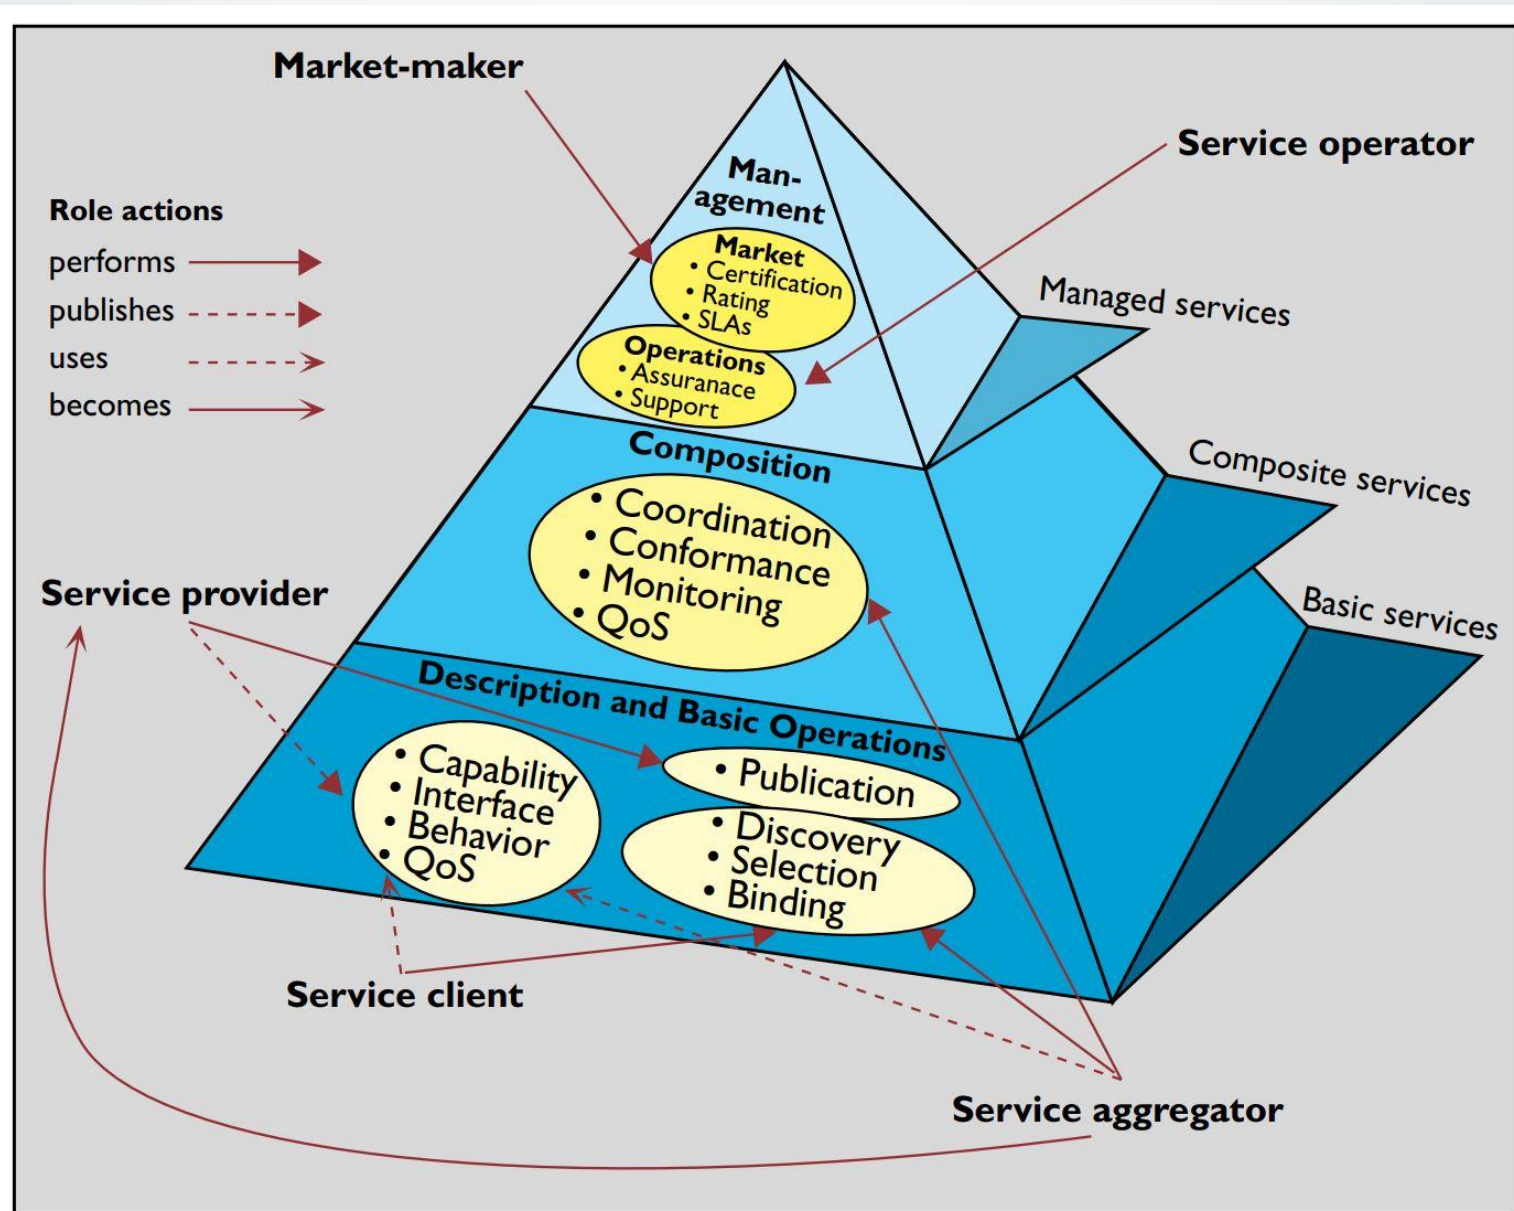 Market-maker
Service operator
Role actions
performs
publishes
uses
becomes
Man-
agement
Market
• Certification
• Rating
• SLAs
Operations
• Assuranace
• Support
Managed services
Composition
• Coordination
• Conformance
• Monitoring
• QoS
Composite services
Service provider
Basic services
Description and Basic Operations
• Capability
• Interface
• Behavior
• QoS
• Publication
• Discovery
• Selection
• Binding
Service client
Service aggregator